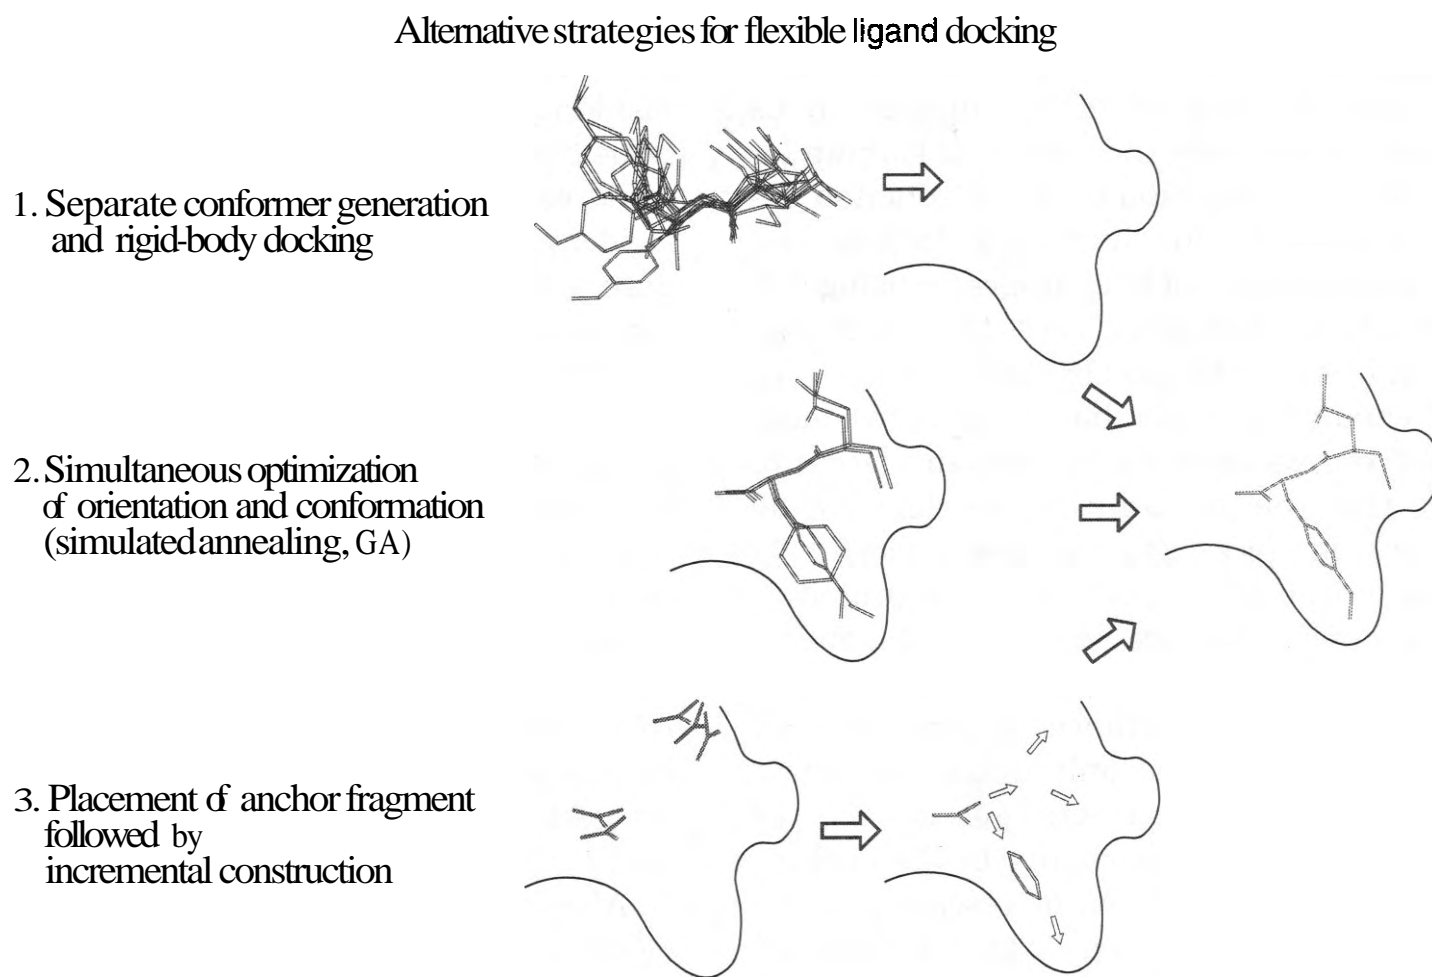 Alternative strategies for flexible ligand docking
1. Separate conformer generation
and rigid-body docking
2. Simultaneous optimization
of orientation and conformation
(simulated annealing, GA)
3. Placement of anchor fragment
followed by
incremental construction